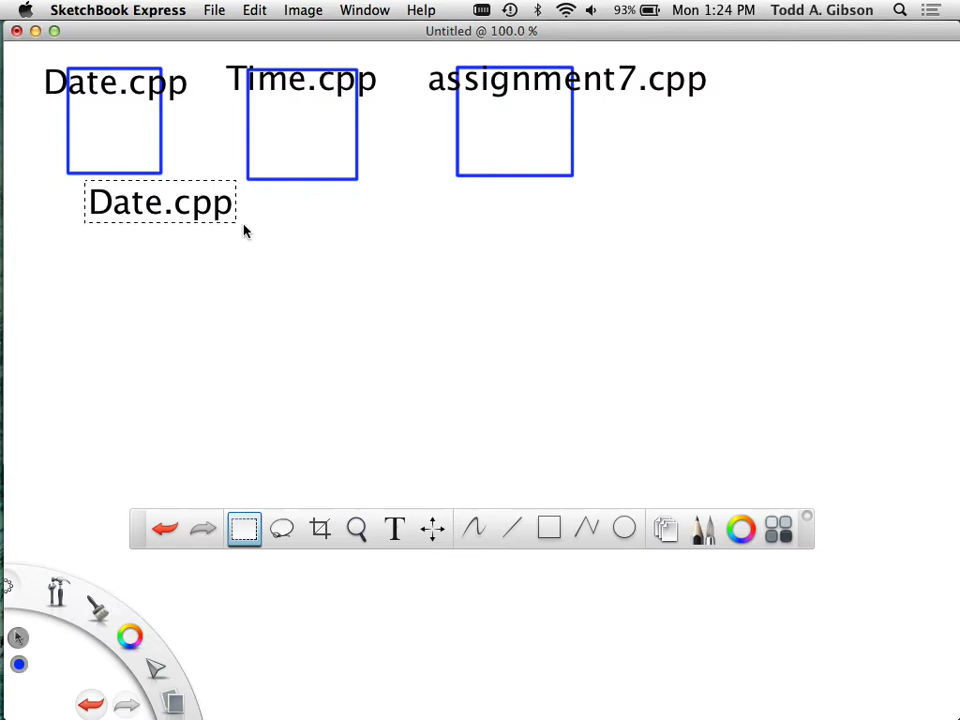 SketchBook Express File Edit Image Window Help 93% Mon 1:24 PM Todd A. Gibson
Untitled @ 100.0 %
Date.cpp Time.cpp assignment7.cpp
Date.cpp
T